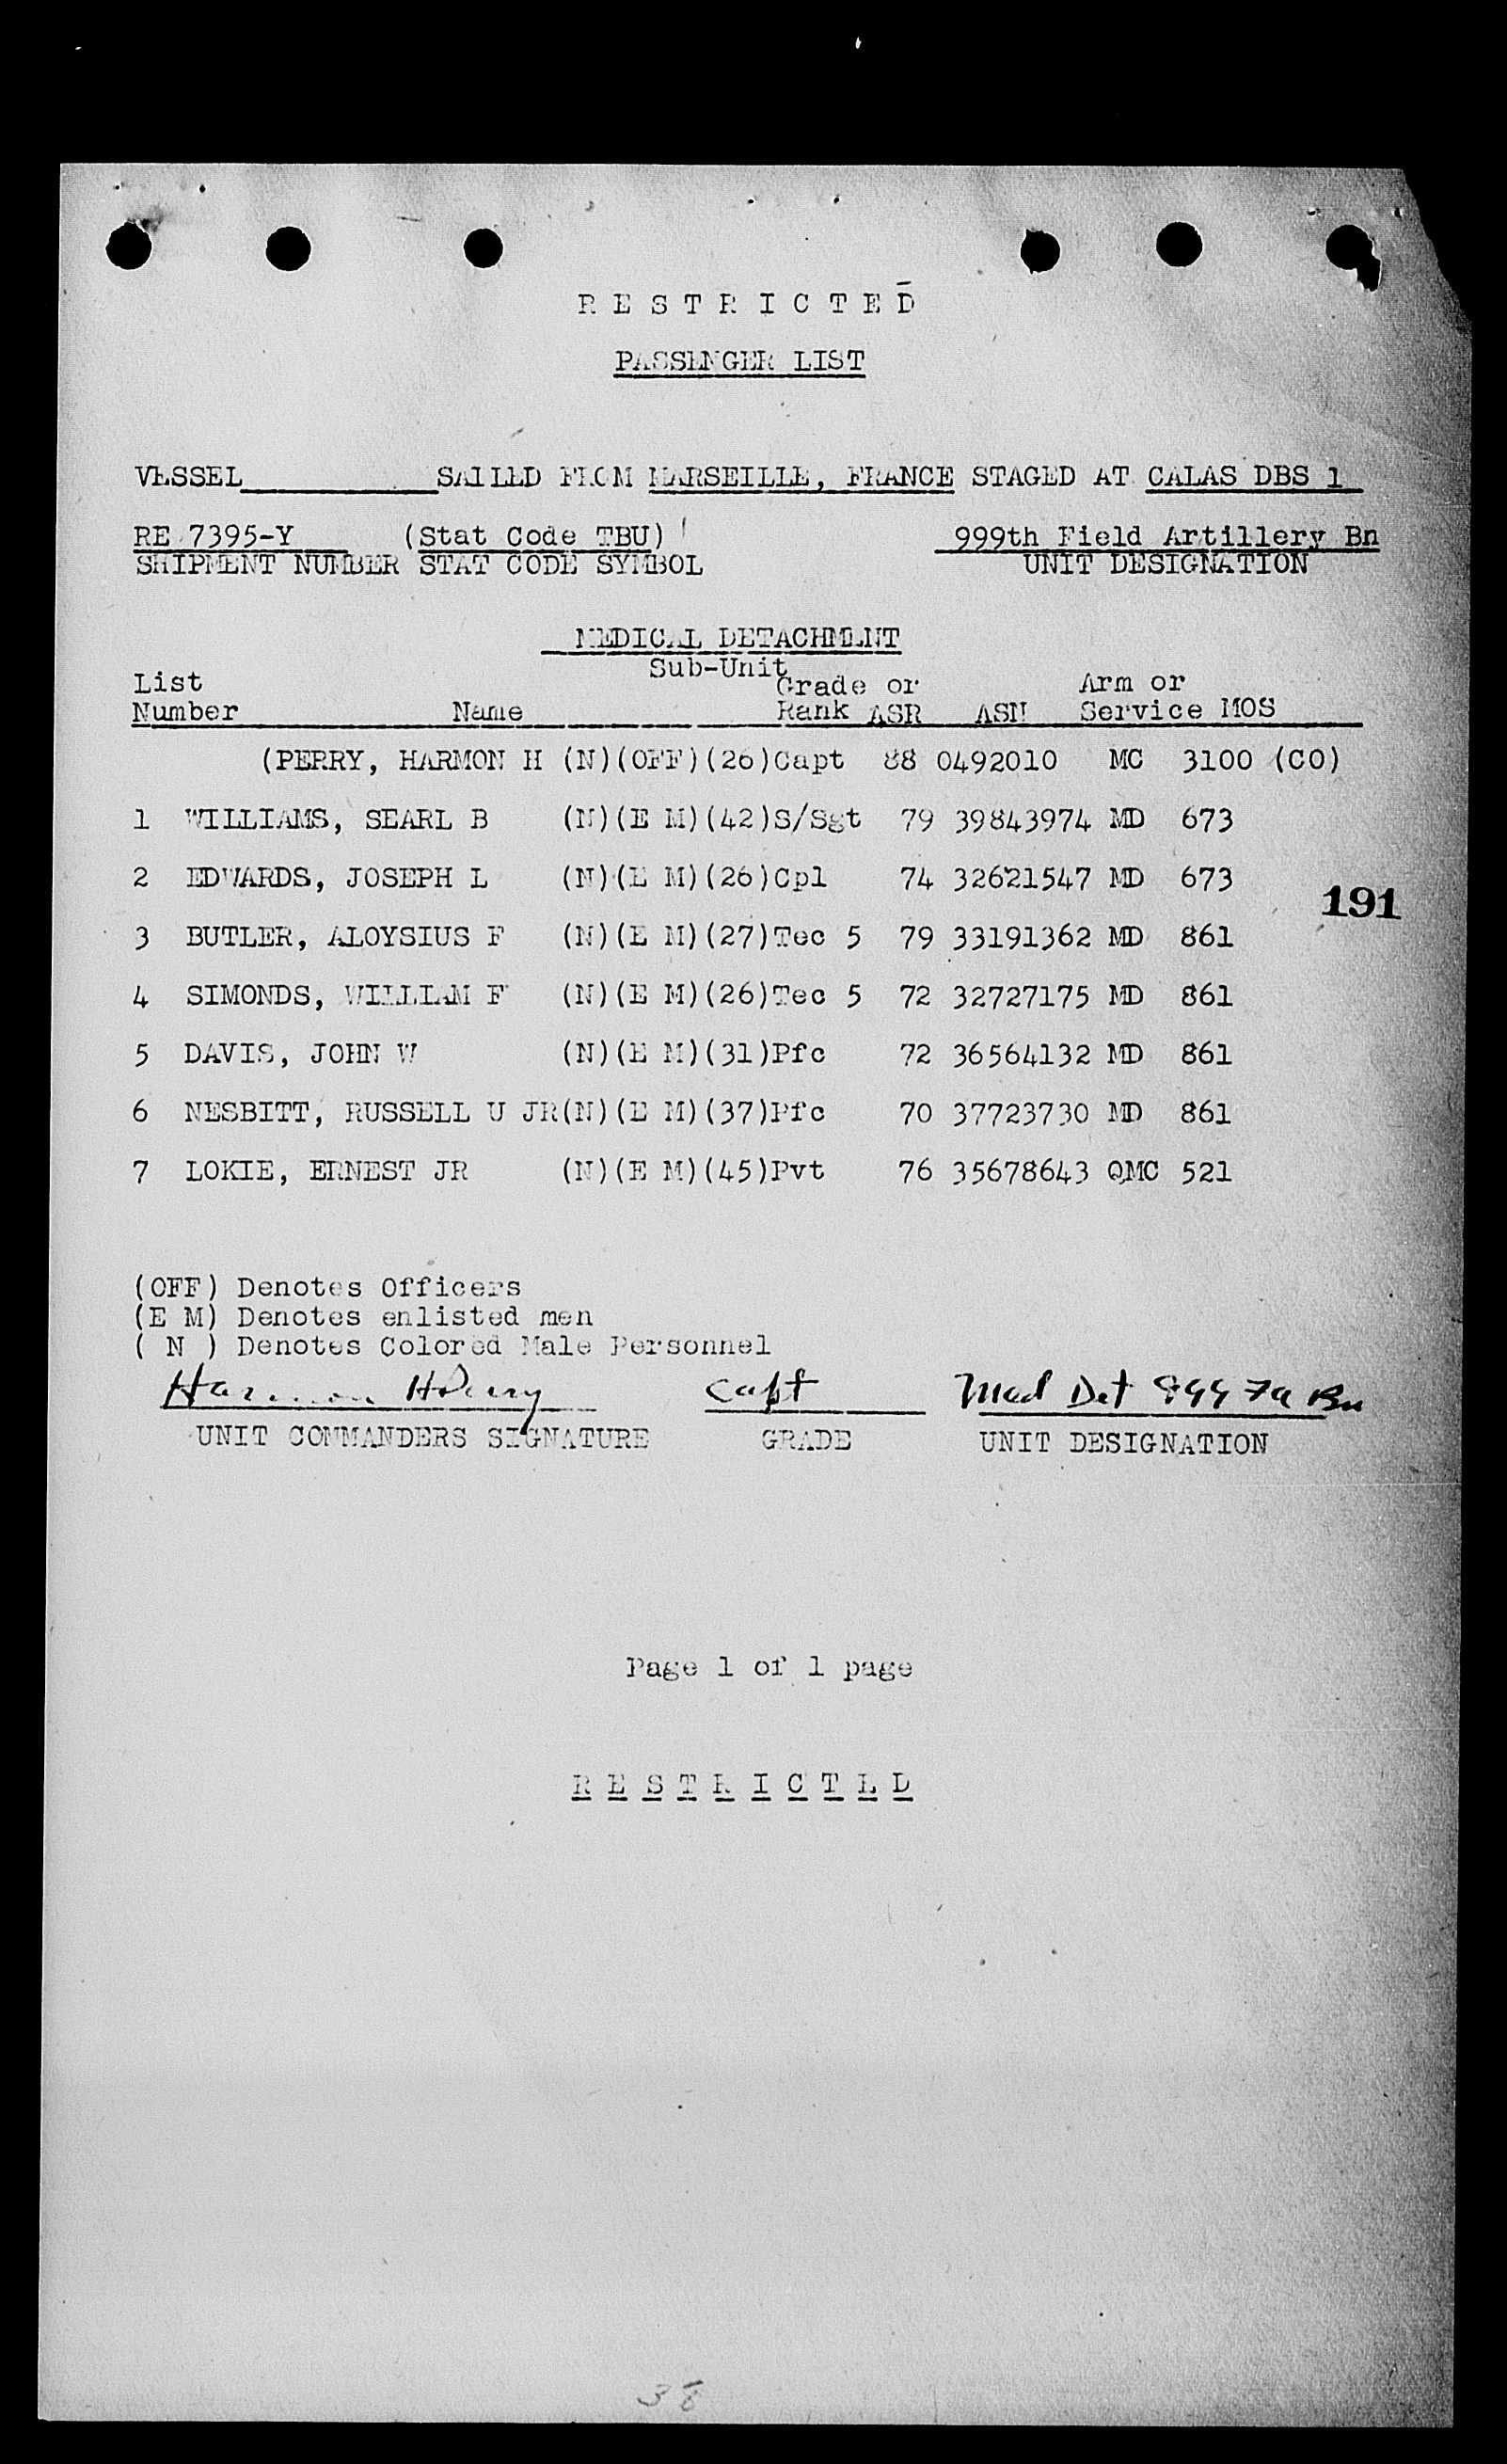 RESTRICTED
PASSENGER LIST
VESSEL__________SAILED FROM MARSEILLE, FRANCE STAGED AT CALAS DBS 1
RE 7395-Y (Stat Code TBU) 999th Field Artillery Bn
SHIPMENT NUMBER STAT CODE SYMBOL UNIT DESIGNATION
MEDICAL DETACHMENT
Sub-Unit
List Grade or Arm or
Number Name Rank ASR ASN Service MOS
(PERRY, HARMON H (N)(OFF)(26)Capt 88 0492010 MC 3100 (CO)
1 WILLIAMS, SEARL B (N)(E M)(42)S/Sgt 79 39843974 MD 673
2 EDWARDS, JOSEPH L (N)(E M)(26)Cpl 74 32621547 MD 673
191
3 BUTLER, ALOYSIUS F (N)(E M)(27)Tec 5 79 33191362 MD 861
4 SIMONDS, WILLIAM F (N)(E M)(26)Tec 5 72 32727175 MD 861
5 DAVIS, JOHN W (N)(E M)(31)Pfc 72 36564132 MD 861
6 NESBITT, RUSSELL U JR(N)(E M)(37)Pfc 70 37723730 MD 861
7 LOKIE, ERNEST JR (N)(E M)(45)Pvt 76 35678643 QMC 521
(OFF) Denotes Officers
(E M) Denotes enlisted men
( N ) Denotes Colored Male Personnel
Harmon H Perry Capt Med Det 999 Fa Bn
UNIT COMMANDERS SIGNATURE GRADE UNIT DESIGNATION
Page 1 of 1 page
RESTRICTED
38